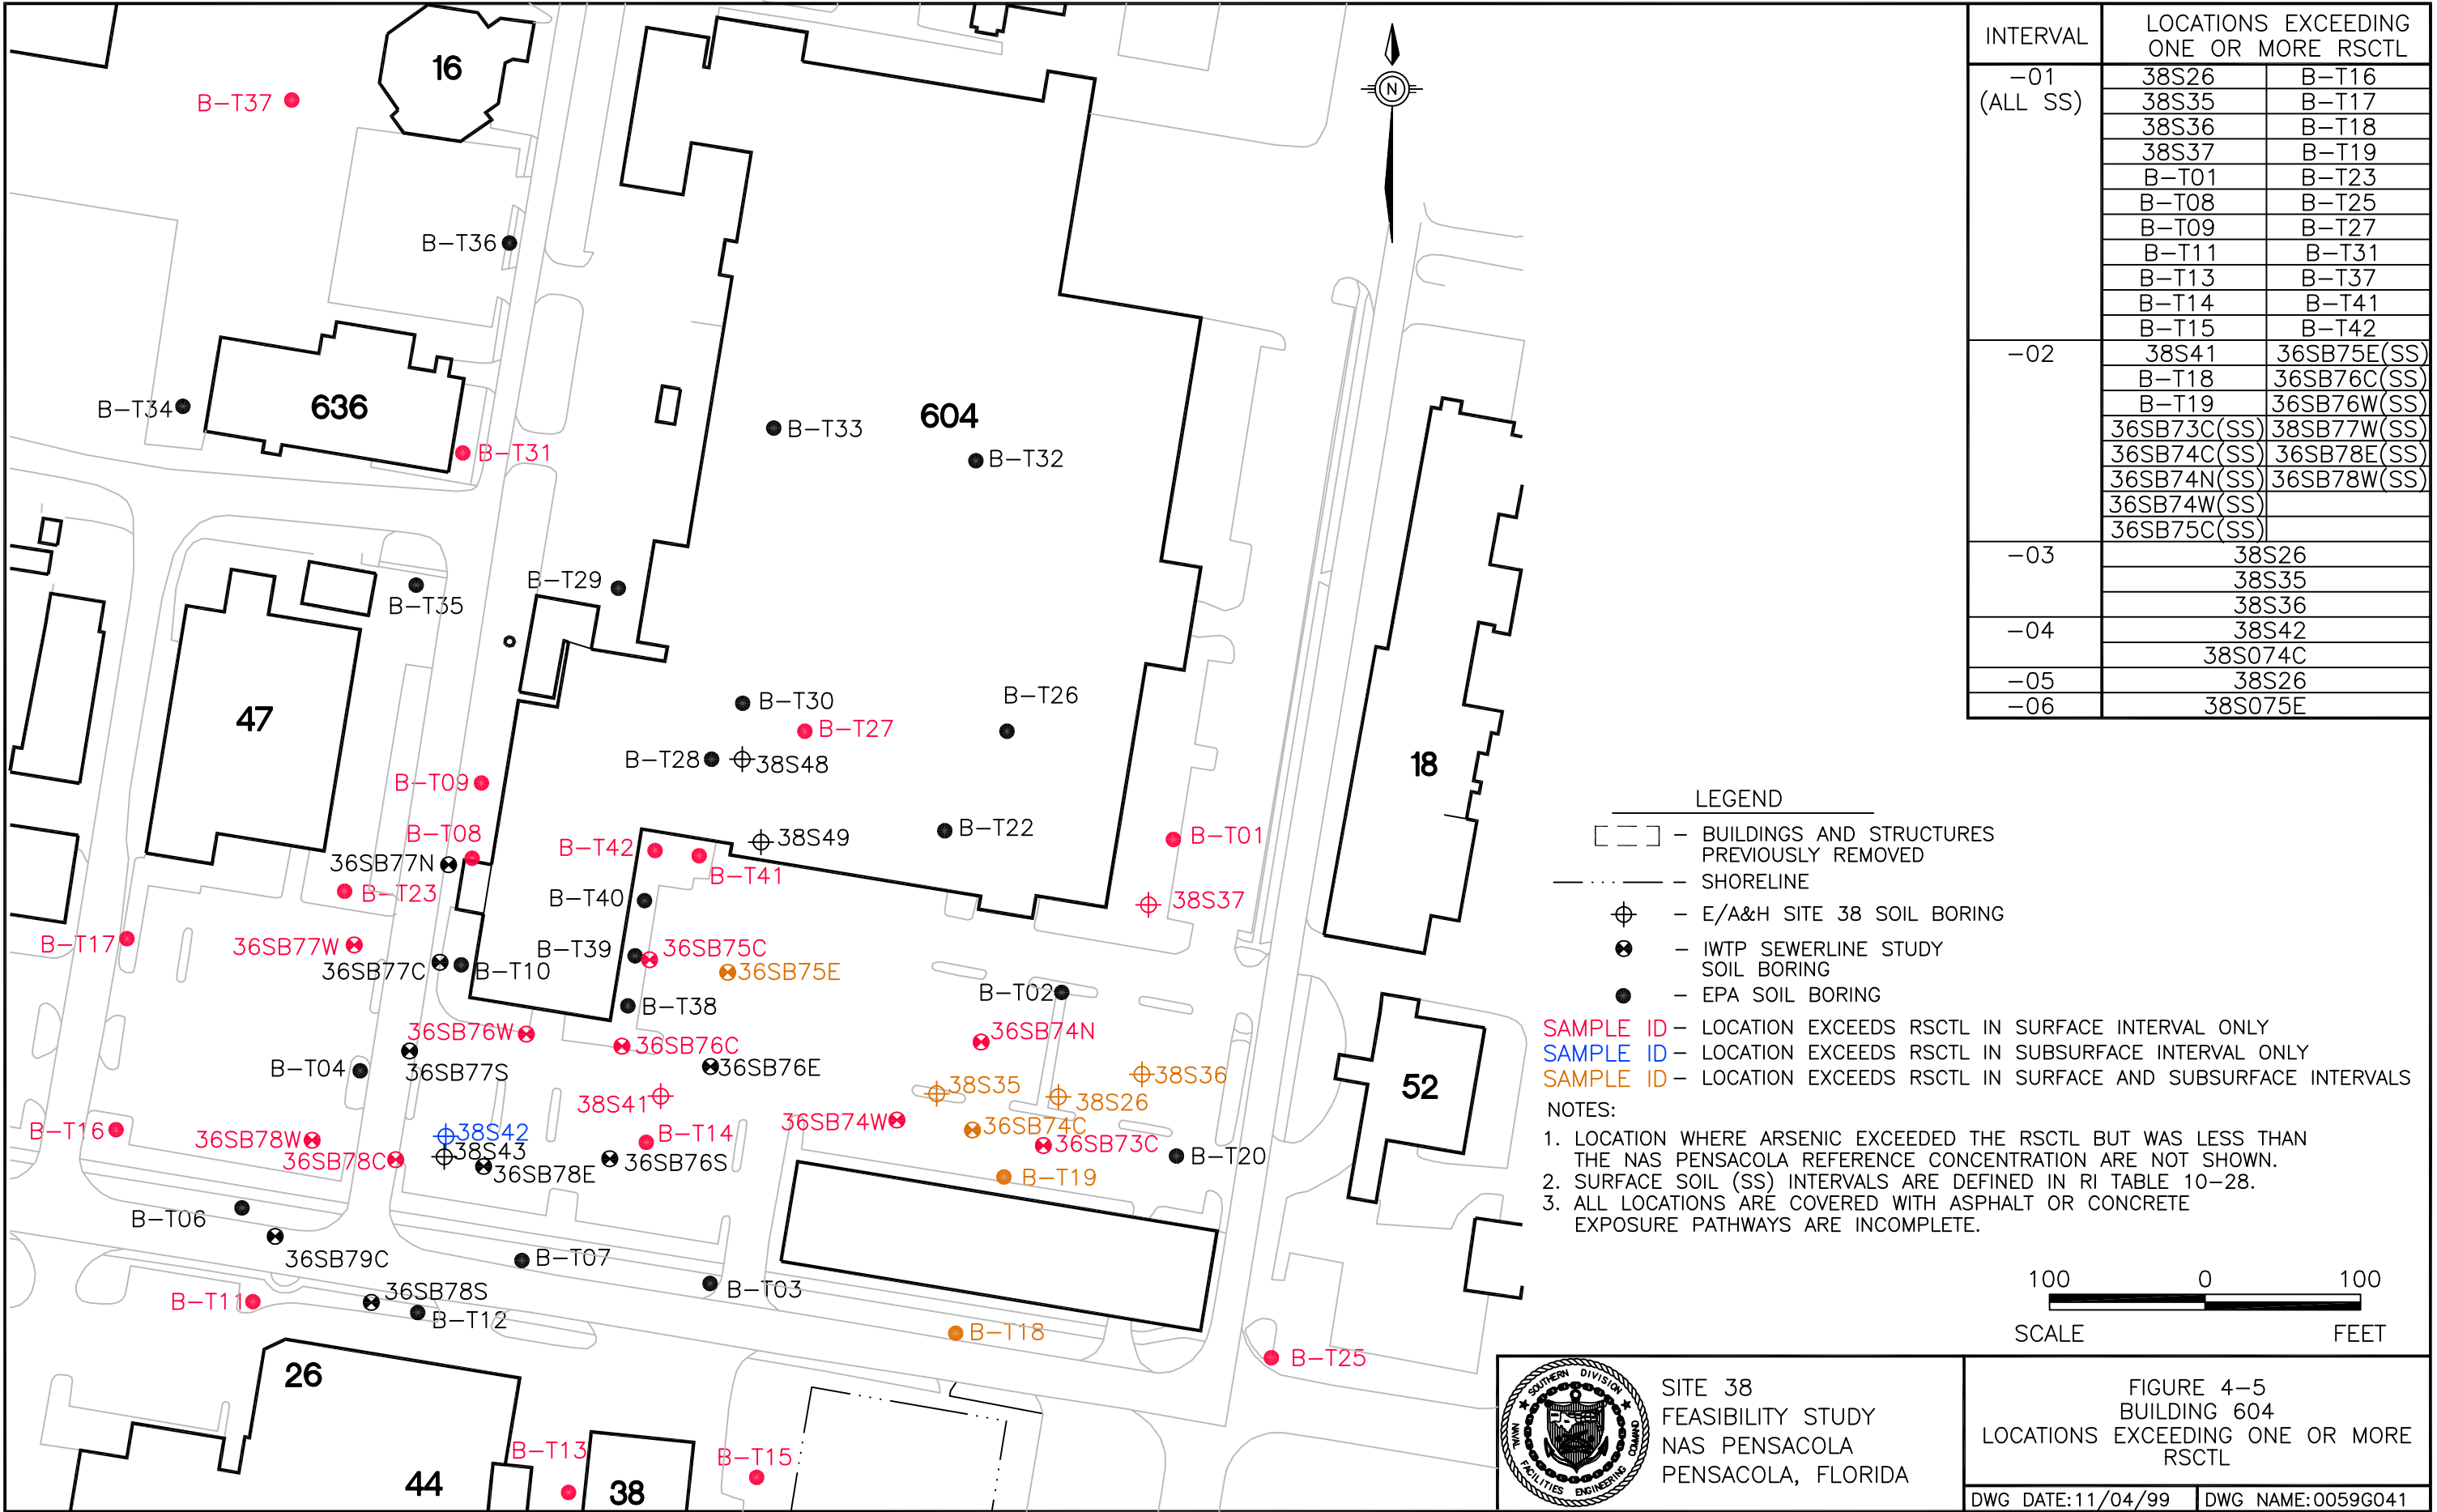 16
B-T37
B-T36
B-T34
636
B-T31
B-T33
604
B-T32
B-T29
B-T35
47
B-T30
B-T26
B-T27
B-T28
38S48
18
B-T09
B-T08
36SB77N
B-T42
B-T41
38S49
B-T22
B-T01
B-T23
B-T40
38S37
B-T17
36SB77W
36SB77C
B-T10
B-T39
36SB75C
36SB75E
B-T38
B-T02
36SB76W
36SB76C
36SB74N
B-T04
36SB77S
36SB76E
38S35
38S36
38S26
52
38S41
B-T16
36SB78W
38S42
B-T14
36SB74W
36SB74C
36SB78C
38S43
36SB78E
36SB76S
36SB73C
B-T20
B-T19
B-T06
36SB79C
B-T07
B-T03
B-T11
36SB78S
B-T12
B-T18
B-T25
26
44
B-T13
38
B-T15
N
INTERVAL
LOCATIONS EXCEEDING
ONE OR MORE RSCTL
-01 38S26 B-T16
(ALL SS) 38S35 B-T17
38S36 B-T18
38S37 B-T19
B-T01 B-T23
B-T08 B-T25
B-T09 B-T27
B-T11 B-T31
B-T13 B-T37
B-T14 B-T41
B-T15 B-T42
-02 38S41 36SB75E(SS)
B-T18 36SB76C(SS)
B-T19 36SB76W(SS)
36SB73C(SS) 38SB77W(SS)
36SB74C(SS) 36SB78E(SS)
36SB74N(SS) 36SB78W(SS)
36SB74W(SS)
36SB75C(SS)
-03 38S26
38S35
38S36
-04 38S42
38S074C
-05 38S26
-06 38S075E
LEGEND
- BUILDINGS AND STRUCTURES
PREVIOUSLY REMOVED
- SHORELINE
- E/A&H SITE 38 SOIL BORING
- IWTP SEWERLINE STUDY
SOIL BORING
- EPA SOIL BORING
SAMPLE ID - LOCATION EXCEEDS RSCTL IN SURFACE INTERVAL ONLY
SAMPLE ID - LOCATION EXCEEDS RSCTL IN SUBSURFACE INTERVAL ONLY
SAMPLE ID - LOCATION EXCEEDS RSCTL IN SURFACE AND SUBSURFACE INTERVALS
NOTES:
1. LOCATION WHERE ARSENIC EXCEEDED THE RSCTL BUT WAS LESS THAN
THE NAS PENSACOLA REFERENCE CONCENTRATION ARE NOT SHOWN.
2. SURFACE SOIL (SS) INTERVALS ARE DEFINED IN RI TABLE 10-28.
3. ALL LOCATIONS ARE COVERED WITH ASPHALT OR CONCRETE
EXPOSURE PATHWAYS ARE INCOMPLETE.
100 0 100
SCALE FEET
SOUTHERN DIVISION
NAVAL FACILITIES ENGINEERING COMMAND
SITE 38
FEASIBILITY STUDY
NAS PENSACOLA
PENSACOLA, FLORIDA
FIGURE 4-5
BUILDING 604
LOCATIONS EXCEEDING ONE OR MORE
RSCTL
DWG DATE:11/04/99 DWG NAME:0059G041